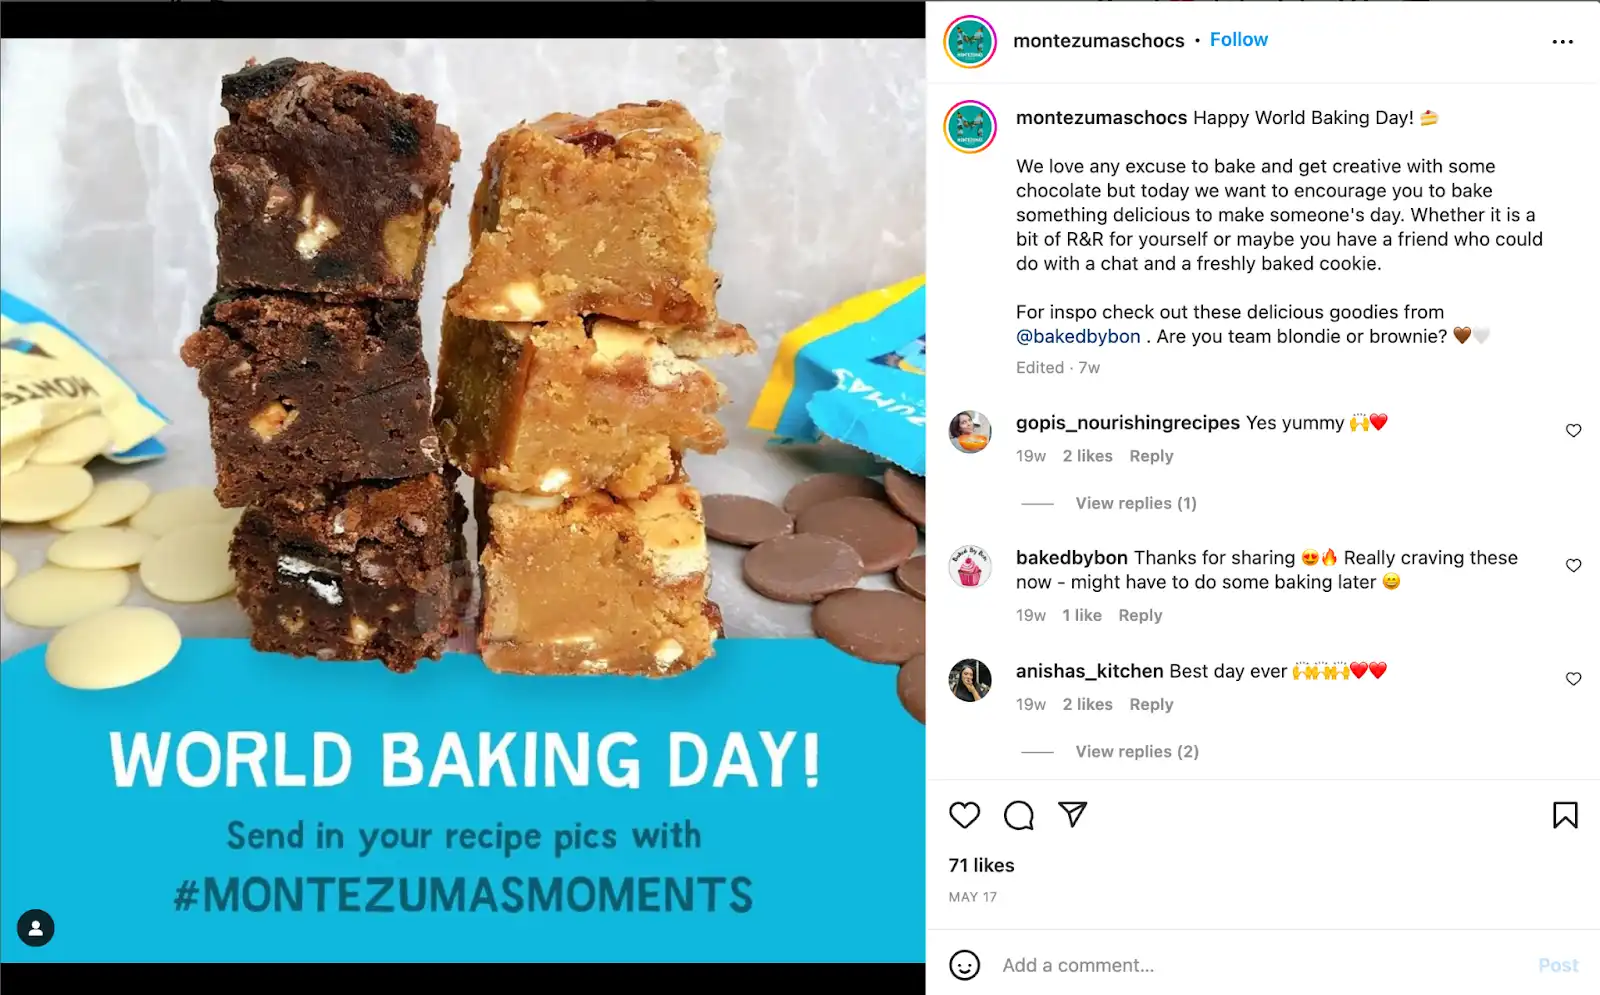 montezumaschocs • Follow
montezumaschocs Happy World Baking Day! 🍰
We love any excuse to bake and get creative with some
chocolate but today we want to encourage you to bake
something delicious to make someone's day. Whether it is a
bit of R&R for yourself or maybe you have a friend who could
do with a chat and a freshly baked cookie.
For inspo check out these delicious goodies from
@bakedbybon . Are you team blondie or brownie? 🤎🤍
Edited · 7w
gopis_nourishingrecipes Yes yummy 🙌❤️
19w 2 likes Reply
View replies (1)
bakedbybon Thanks for sharing 😍🔥 Really craving these
now - might have to do some baking later 😄
19w 1 like Reply
anishas_kitchen Best day ever 🙌🙌🙌❤️❤️
19w 2 likes Reply
View replies (2)
71 likes
MAY 17
Add a comment...
Post
WORLD BAKING DAY!
Send in your recipe pics with
#MONTEZUMASMOMENTS